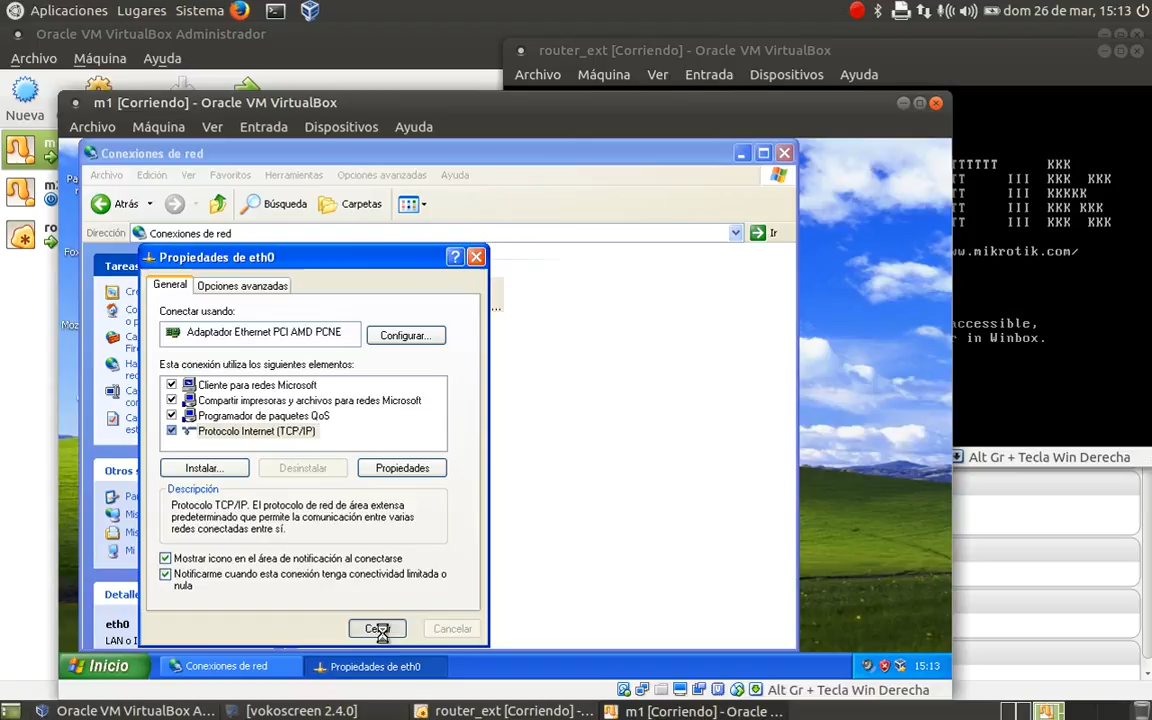 Aplicaciones Lugares Sistema
dom 26 de mar, 15:13
Oracle VM VirtualBox Administrador
Archivo Máquina Ayuda
Nueva
router_ext [Corriendo] - Oracle VM VirtualBox
Archivo Máquina Ver Entrada Dispositivos Ayuda
TTTTTT KKK
TT III KKK KKK
TT III KKKKK
TT III KKK KKK
TT III KKK KKK
ww.mikrotik.com/
accessible,
r in Winbox.
Alt Gr + Tecla Win Derecha
m1 [Corriendo] - Oracle VM VirtualBox
Archivo Máquina Ver Entrada Dispositivos Ayuda
Conexiones de red
Archivo Edición Ver Favoritos Herramientas Opciones avanzadas Ayuda
Atrás Búsqueda Carpetas
Dirección Conexiones de red Ir
Tareas
Otros s
Mi
Detalle
eth0
LAN o I
Propiedades de eth0
General Opciones avanzadas
Conectar usando:
Adaptador Ethernet PCI AMD PCNE
Configurar...
Esta conexión utiliza los siguientes elementos:
Cliente para redes Microsoft
Compartir impresoras y archivos para redes Microsoft
Programador de paquetes QoS
Protocolo Internet (TCP/IP)
Instalar... Desinstalar Propiedades
Descripción
Protocolo TCP/IP. El protocolo de red de área extensa
predeterminado que permite la comunicación entre varias
redes conectadas entre sí.
Mostrar icono en el área de notificación al conectarse
Notificarme cuando esta conexión tenga conectividad limitada o
nula
Cancelar
Inicio Conexiones de red Propiedades de eth0 15:13
Alt Gr + Tecla Win Derecha
Oracle VM VirtualBox A... [vokoscreen 2.4.0] router_ext [Corriendo] -... m1 [Corriendo] - Oracle ...